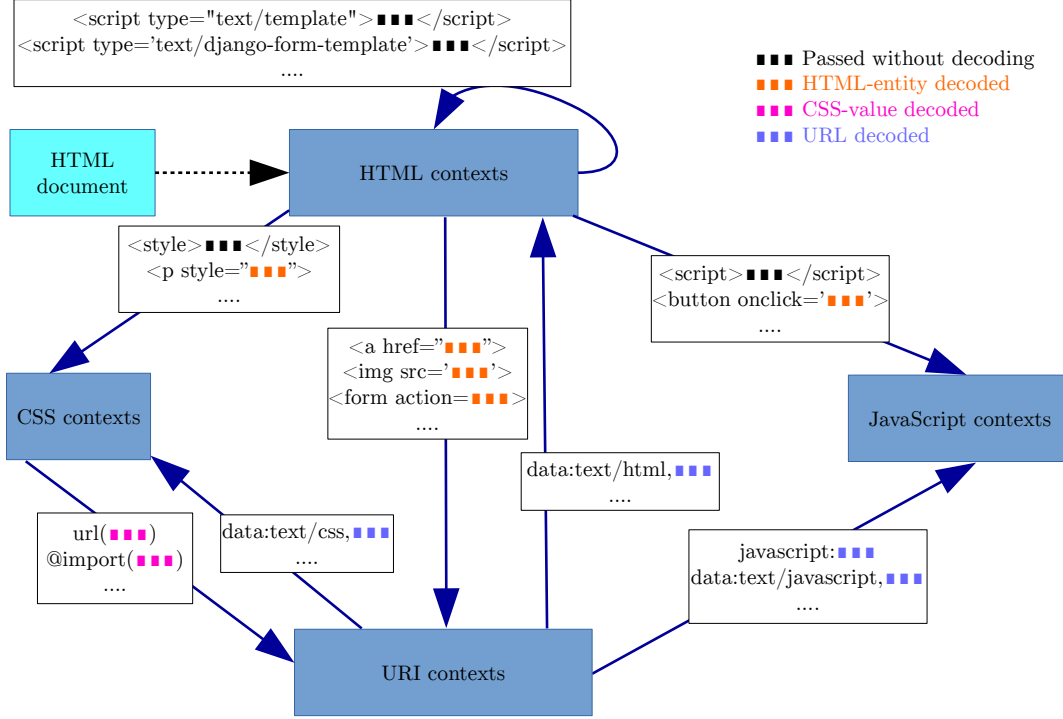 <script type="text/template">∎∎∎</script>
<script type='text/django-form-template'>∎∎∎</script>
....
∎∎∎ Passed without decoding
∎∎∎ HTML-entity decoded
∎∎∎ CSS-value decoded
∎∎∎ URL decoded
HTML
document
HTML contexts
<style>∎∎∎</style>
<p style="∎∎∎">
....
<script>∎∎∎</script>
<button onclick='∎∎∎'>
....
<a href="∎∎∎">
<img src='∎∎∎'>
<form action=∎∎∎>
....
CSS contexts
JavaScript contexts
data:text/html,∎∎∎
....
url(∎∎∎)
@import(∎∎∎)
....
data:text/css,∎∎∎
....
javascript:∎∎∎
data:text/javascript,∎∎∎
....
URI contexts